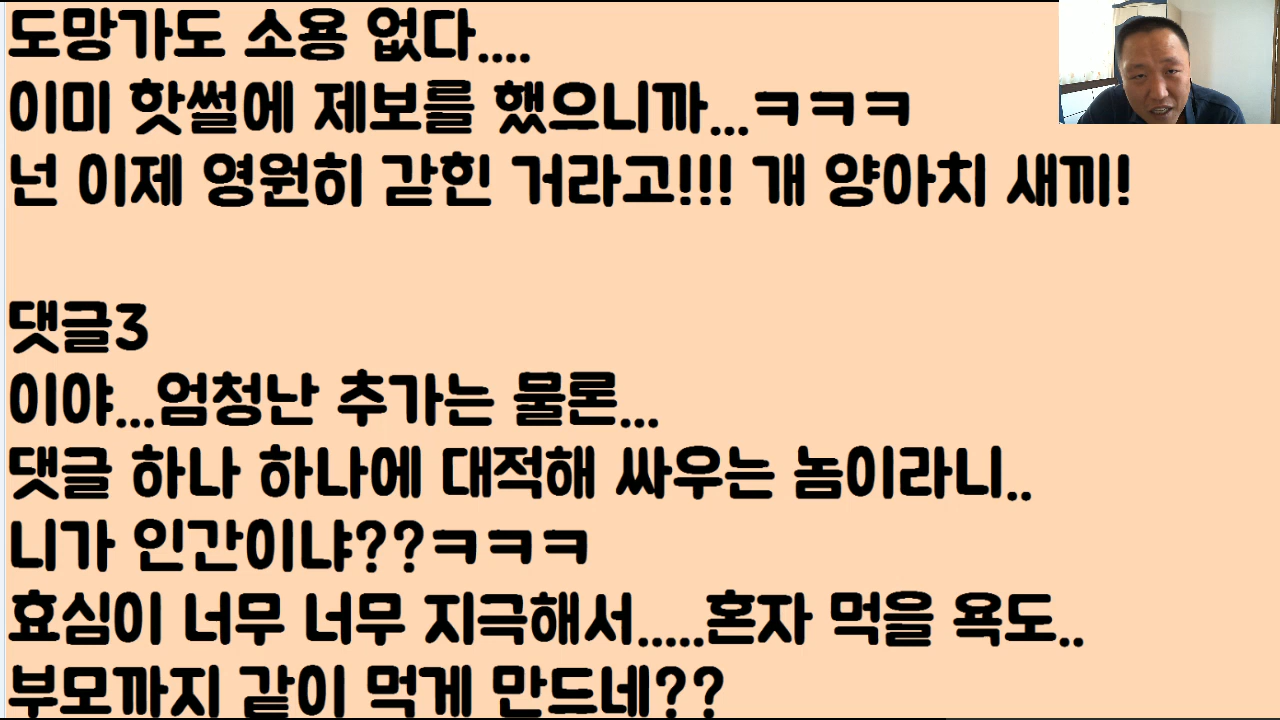 도망가도 소용 없다....
이미 핫썰에 제보를 했으니까...ㅋㅋㅋ
넌 이제 영원히 갇힌 거라고!!! 개 양아치 새끼!
댓글3
이야...엄청난 추가는 물론...
댓글 하나 하나에 대적해 싸우는 놈이라니..
니가 인간이냐??ㅋㅋㅋ
효심이 너무 너무 지극해서.....혼자 먹을 욕도..
부모까지 같이 먹게 만드네??